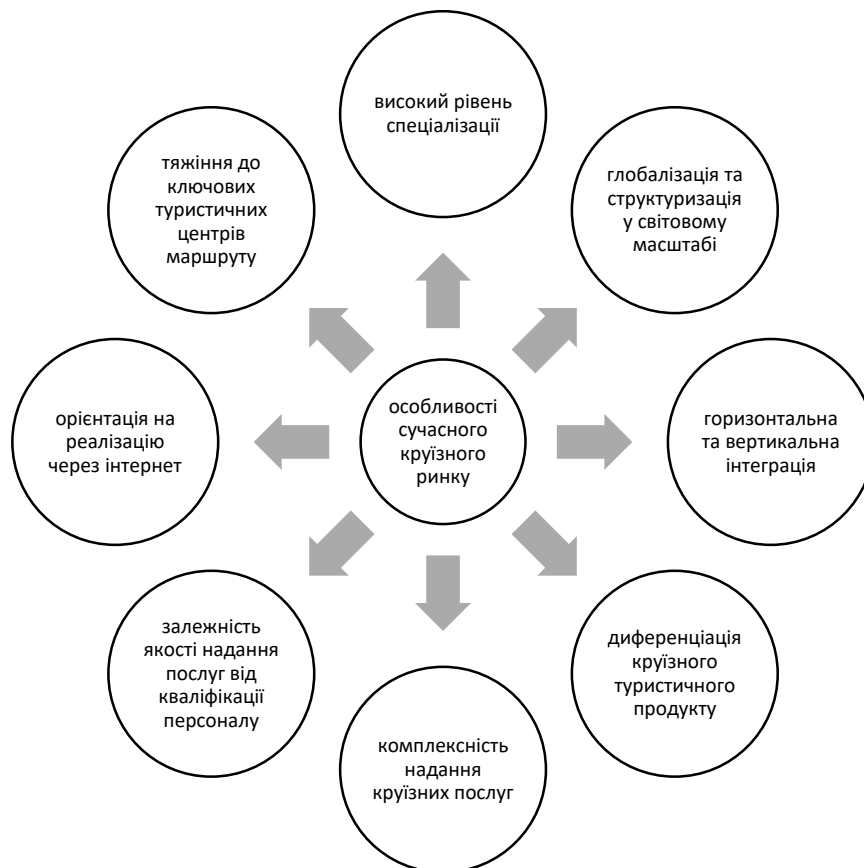 високий рівень
спеціалізації
глобалізація та
структуризація
у світовому
масштабі
горизонтальна
та вертикальна
інтеграція
диференціація
круїзного
туристичного
продукту
комплексність
надання
круїзних послуг
залежність
якості надання
послуг від
кваліфікації
персоналу
орієнтація на
реалізацію
через інтернет
тяжіння до
ключових
туристичних
центрів
маршруту
особливості
сучасного
круїзного
ринку